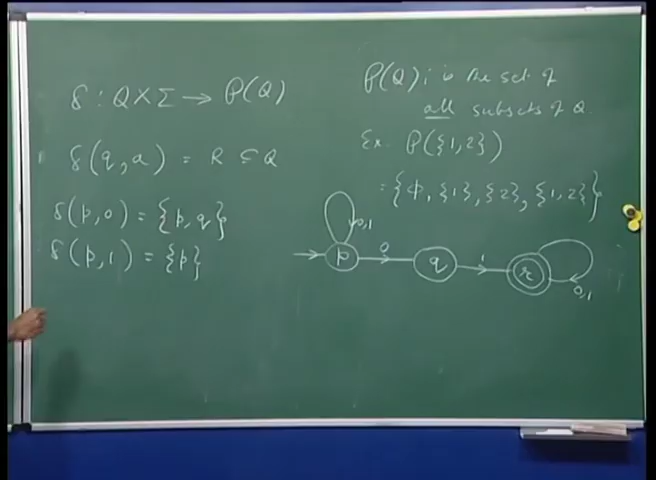 δ : Q × Σ → P(Q)
δ(q, a) = R ⊆ Q
δ(p, 0) = {p, q}
δ(p, 1) = {p}
P(Q) : is the set of
all subsets of Q.
Ex. P({1, 2})
= {Φ, {1}, {2}, {1, 2}}
0,1
p 0 q 1 r
0,1